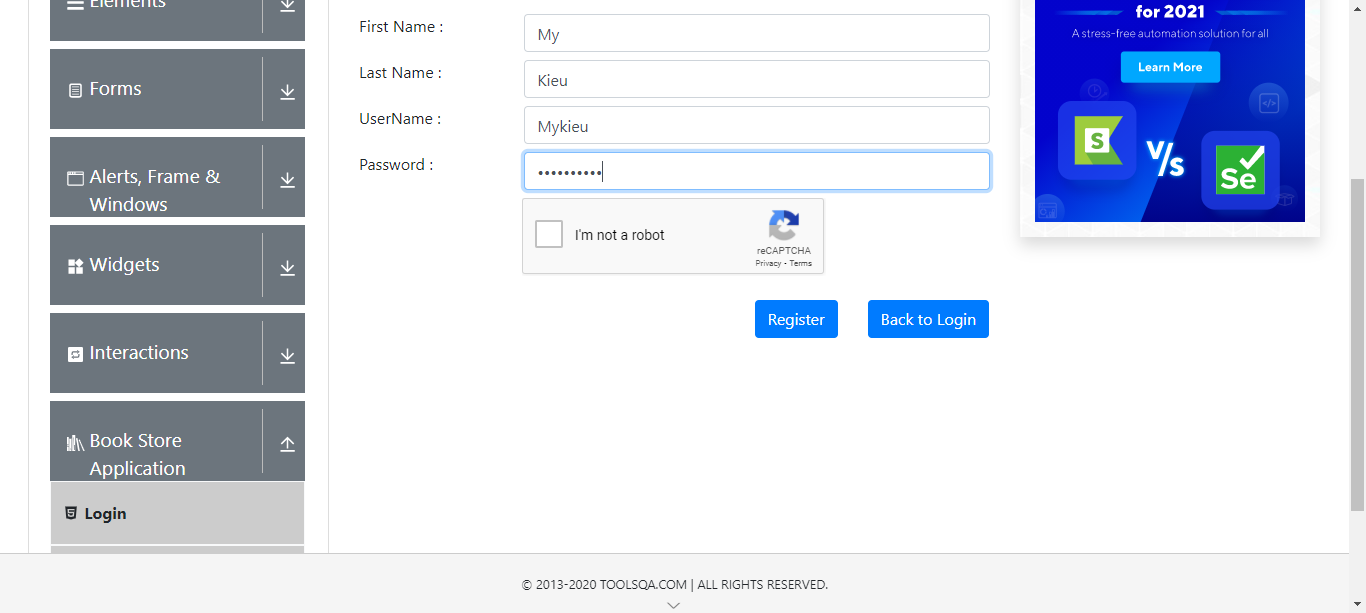 Elements
Forms
Alerts, Frame &
Windows
Widgets
Interactions
Book Store
Application
Login
First Name :
My
Last Name :
Kieu
UserName :
Mykieu
Password :
••••••••••
I'm not a robot
reCAPTCHA
Privacy - Terms
Register
Back to Login
for 2021
A stress-free automation solution for all
Learn More
S
V/s
Se
© 2013-2020 TOOLSQA.COM | ALL RIGHTS RESERVED.